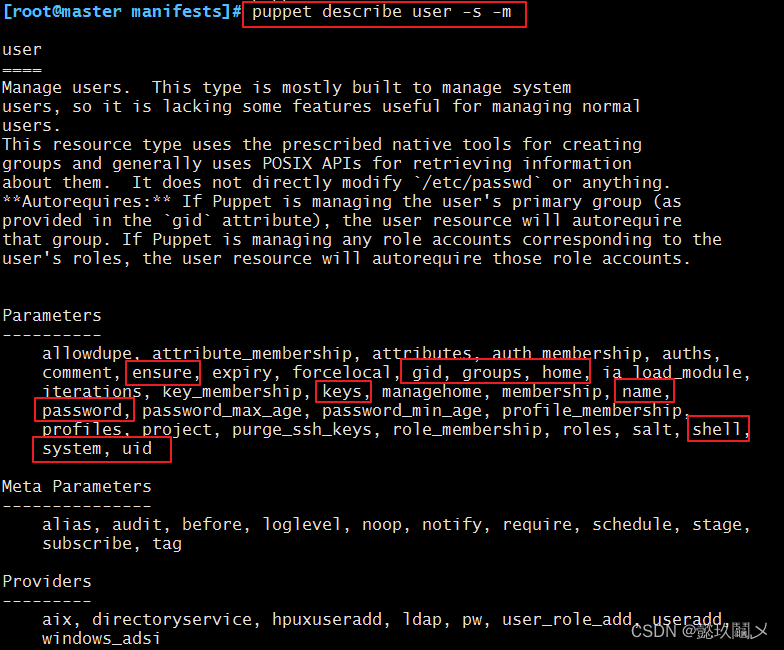 [root@master manifests]# puppet describe user -s -m
user
====
Manage users.  This type is mostly built to manage system
users, so it is lacking some features useful for managing normal
users.
This resource type uses the prescribed native tools for creating
groups and generally uses POSIX APIs for retrieving information
about them.  It does not directly modify `/etc/passwd` or anything.
**Autorequires:** If Puppet is managing the user's primary group (as
provided in the `gid` attribute), the user resource will autorequire
that group. If Puppet is managing any role accounts corresponding to the
user's roles, the user resource will autorequire those role accounts.
Parameters
----------
allowdupe, attribute_membership, attributes, auth_membership, auths,
comment, ensure, expiry, forcelocal, gid, groups, home, ia_load_module,
iterations, key_membership, keys, managehome, membership, name,
password, password_max_age, password_min_age, profile_membership,
profiles, project, purge_ssh_keys, role_membership, roles, salt, shell,
system, uid
Meta Parameters
---------------
alias, audit, before, loglevel, noop, notify, require, schedule, stage,
subscribe, tag
Providers
---------
aix, directoryservice, hpuxuseradd, ldap, pw, user_role_add, useradd,
windows_adsi
CSDN @懿玖